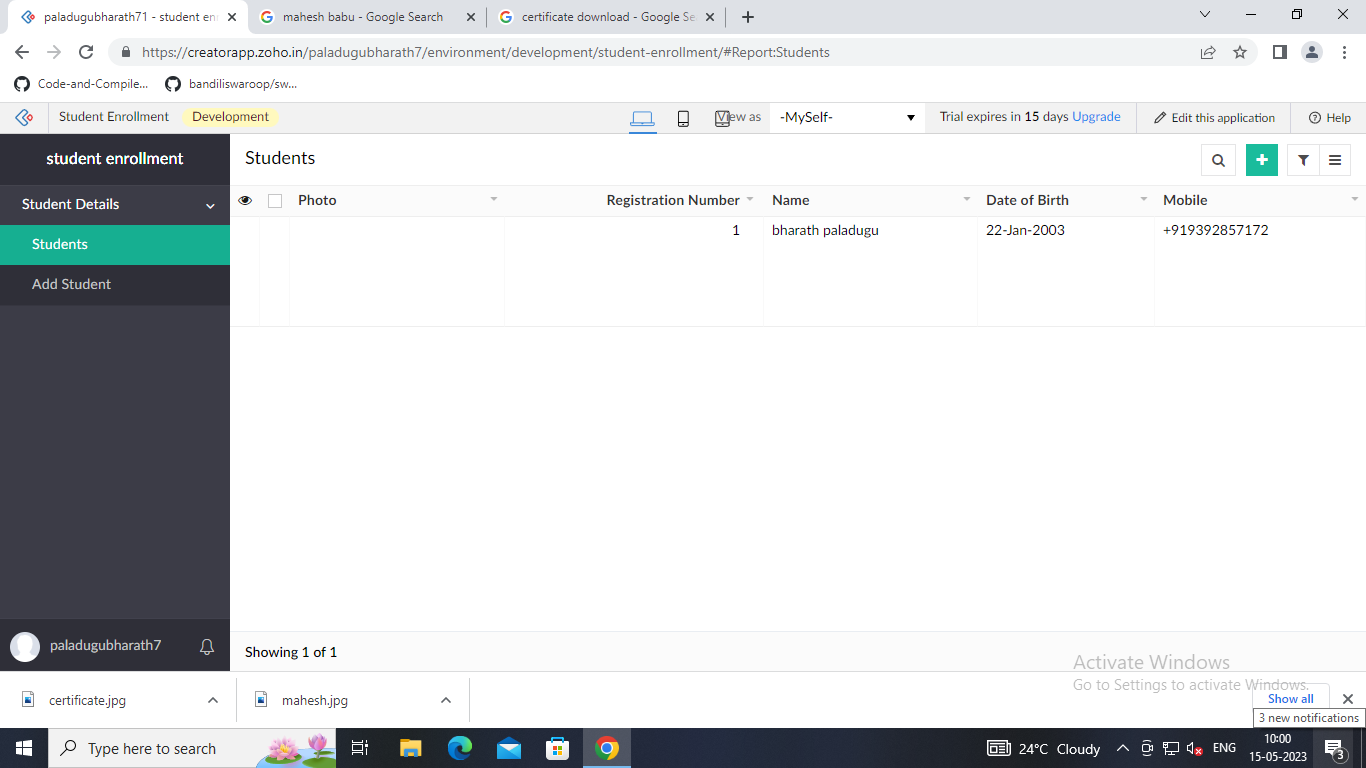 paladugubharath71 - student en
mahesh babu - Google Search
certificate download - Google Se
https://creatorapp.zoho.in/paladugubharath7/environment/development/student-enrollment/#Report:Students
Code-and-Compile...
bandiliswaroop/sw...
Student Enrollment
Development
View as
-MySelf-
Trial expires in 15 days Upgrade
Edit this application
Help
student enrollment
Students
Student Details
Students
Add Student
Photo
Registration Number
Name
Date of Birth
Mobile
1
bharath paladugu
22-Jan-2003
+919392857172
paladugubharath7
Showing 1 of 1
Activate Windows
Go to Settings to activate Windows.
certificate.jpg
mahesh.jpg
Show all
3 new notifications
Type here to search
24°C Cloudy
ENG
10:00
15-05-2023
3